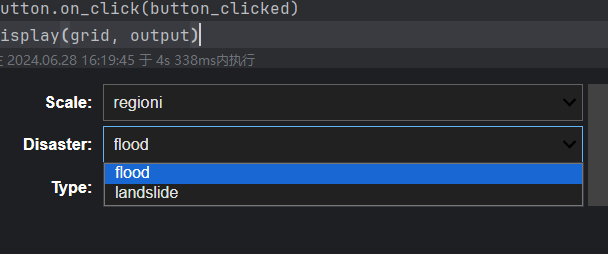 utton.on_click(button_clicked)
isplay(grid, output)
在 2024.06.28 16:19:45 于 4s 338ms内执行
Scale: regioni
Disaster: flood
flood
landslide
Type: